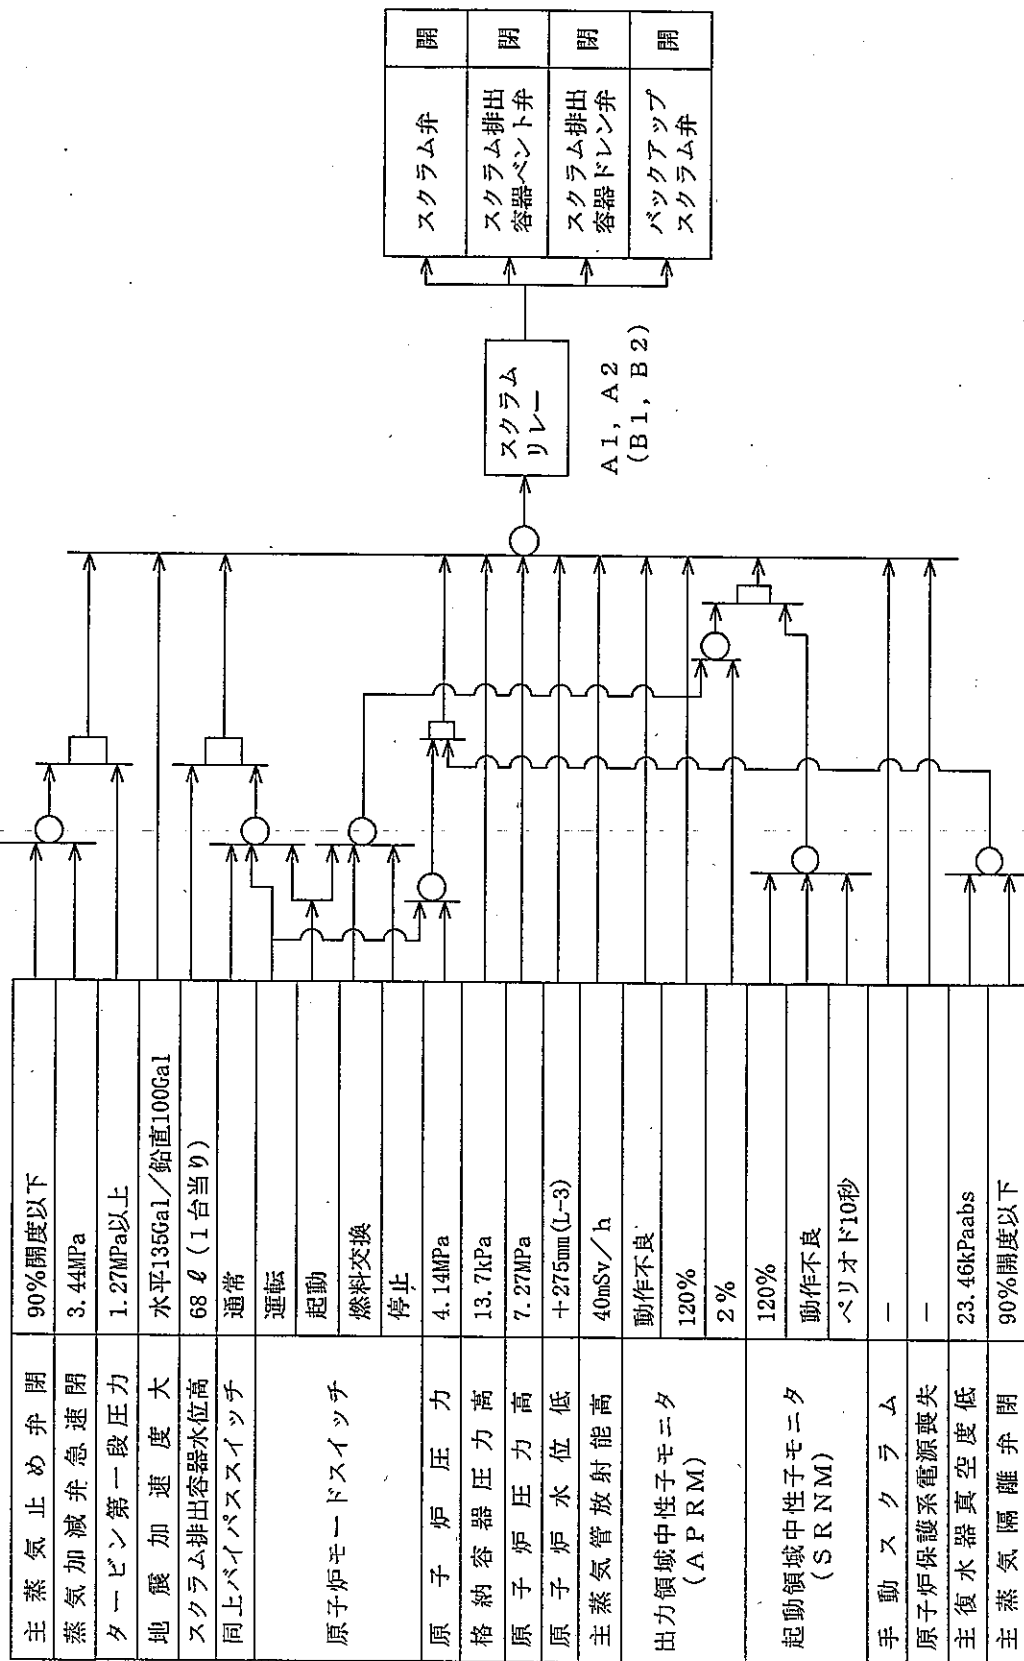 主蒸気止め弁閉 90%開度以下
蒸気加減弁急速閉 3.44MPa
タービン第一段圧力 1.27MPa以上
地震加速度大 水平135Gal/鉛直100Gal
スクラム排出容器水位高 68ℓ(1台当り)
同上バイパススイッチ 通常
原子炉モードスイッチ
運転
起動
燃料交換
停止
原子炉圧力 4.14MPa
格納容器圧力高 13.7kPa
原子炉圧力高 7.27MPa
原子炉水位低 +275mm(L-3)
主蒸気管放射能高 40mSv/h
出力領域中性子モニタ
(APRM)
動作不良
120%
2%
起動領域中性子モニタ
(SRNM)
120%
動作不良
ペリオド10秒
手動スクラム -
原子炉保護系電源喪失 -
主復水器真空度低 23.46kPaabs
主蒸気隔離弁閉 90%開度以下
スクラム
リレー
A1, A2
(B1, B2)
スクラム弁 開
スクラム排出
容器ベント弁 閉
スクラム排出
容器ドレン弁 閉
バックアップ
スクラム弁 開